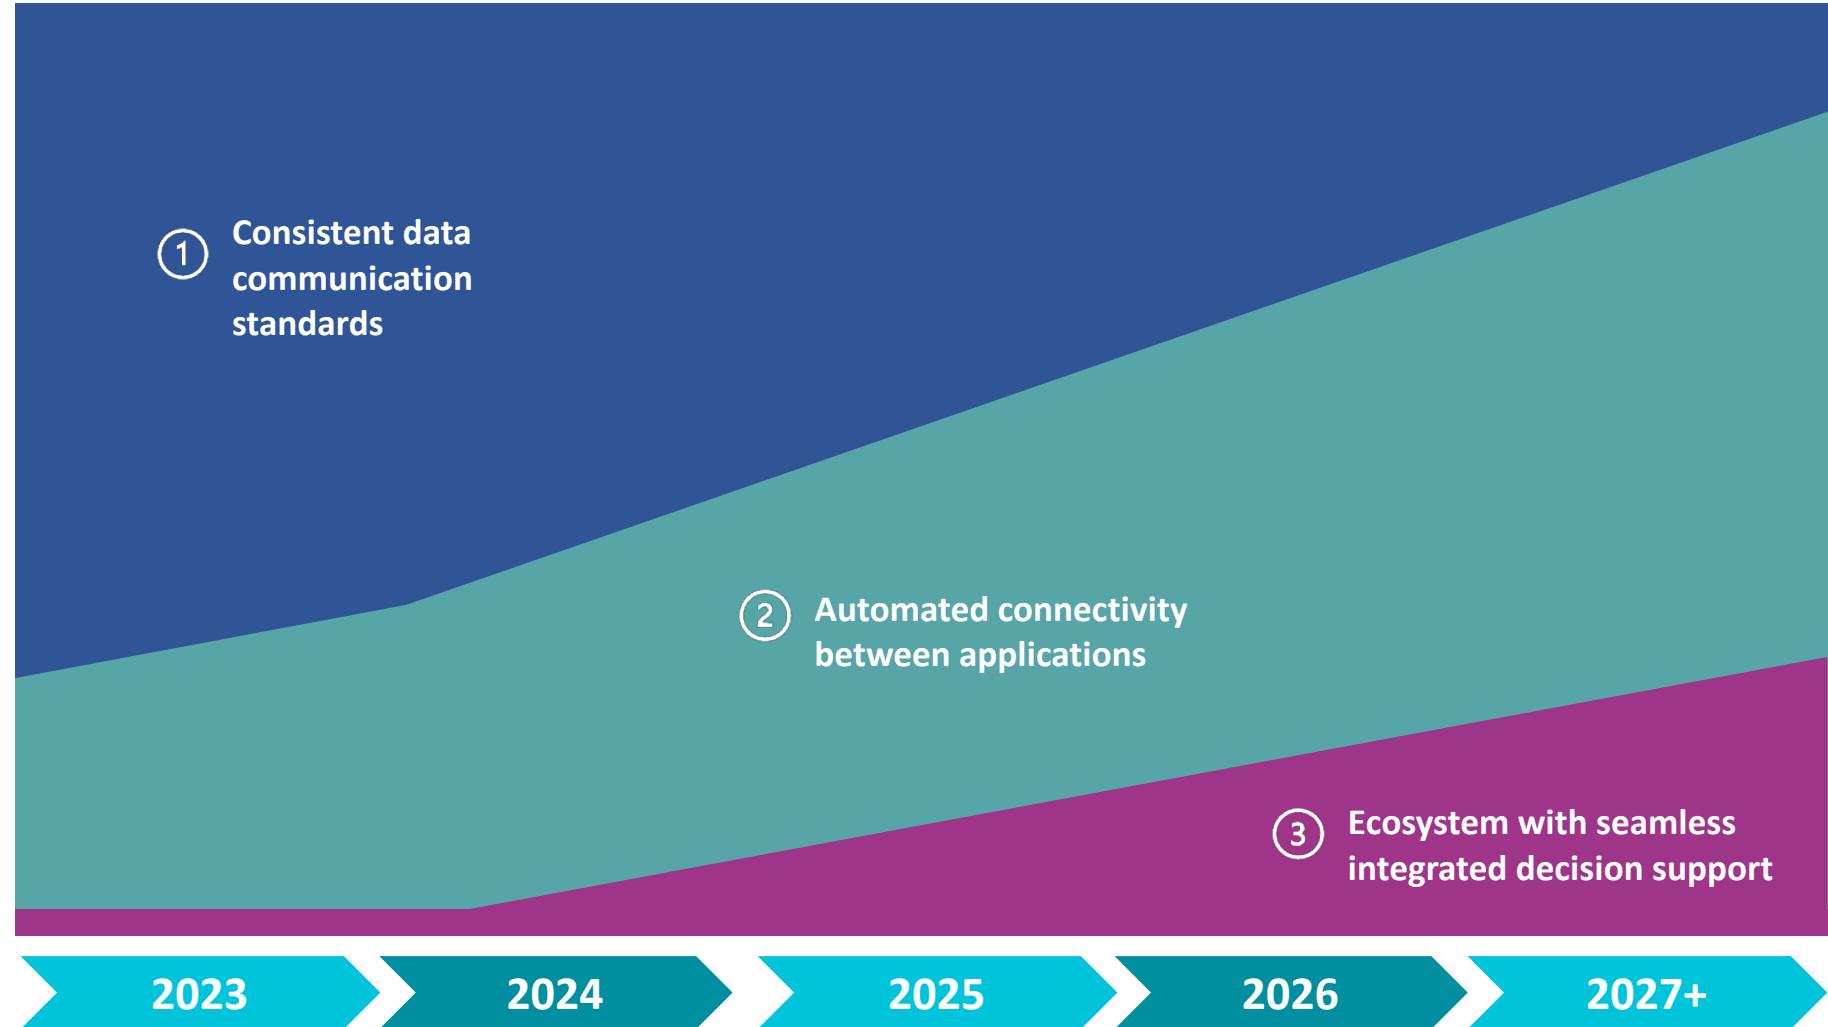 1 Consistent data
communication
standards
2 Automated connectivity
between applications
3 Ecosystem with seamless
integrated decision support
2023 2024 2025 2026 2027+